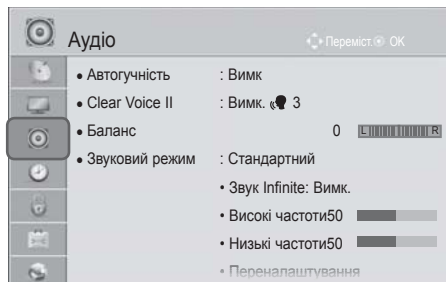 Аудіо
Переміст. OK
• Автогучність : Вимк
• Clear Voice II : Вимк. 3
• Баланс 0 L R
• Звуковий режим : Стандартний
• Звук Infinite: Вимк.
• Високі частоти50
• Низькі частоти50
• Переналаштування